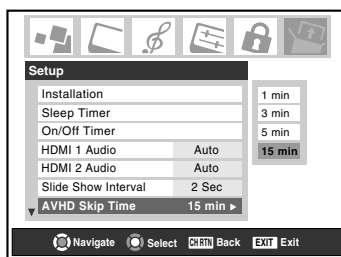 Setup
Installation
Sleep Timer
On/Off Timer
HDMI 1 Audio Auto
HDMI 2 Audio Auto
Slide Show Interval 2 Sec
AVHD Skip Time 15 min
1 min
3 min
5 min
15 min
Navigate Select CH RTN Back EXIT Exit